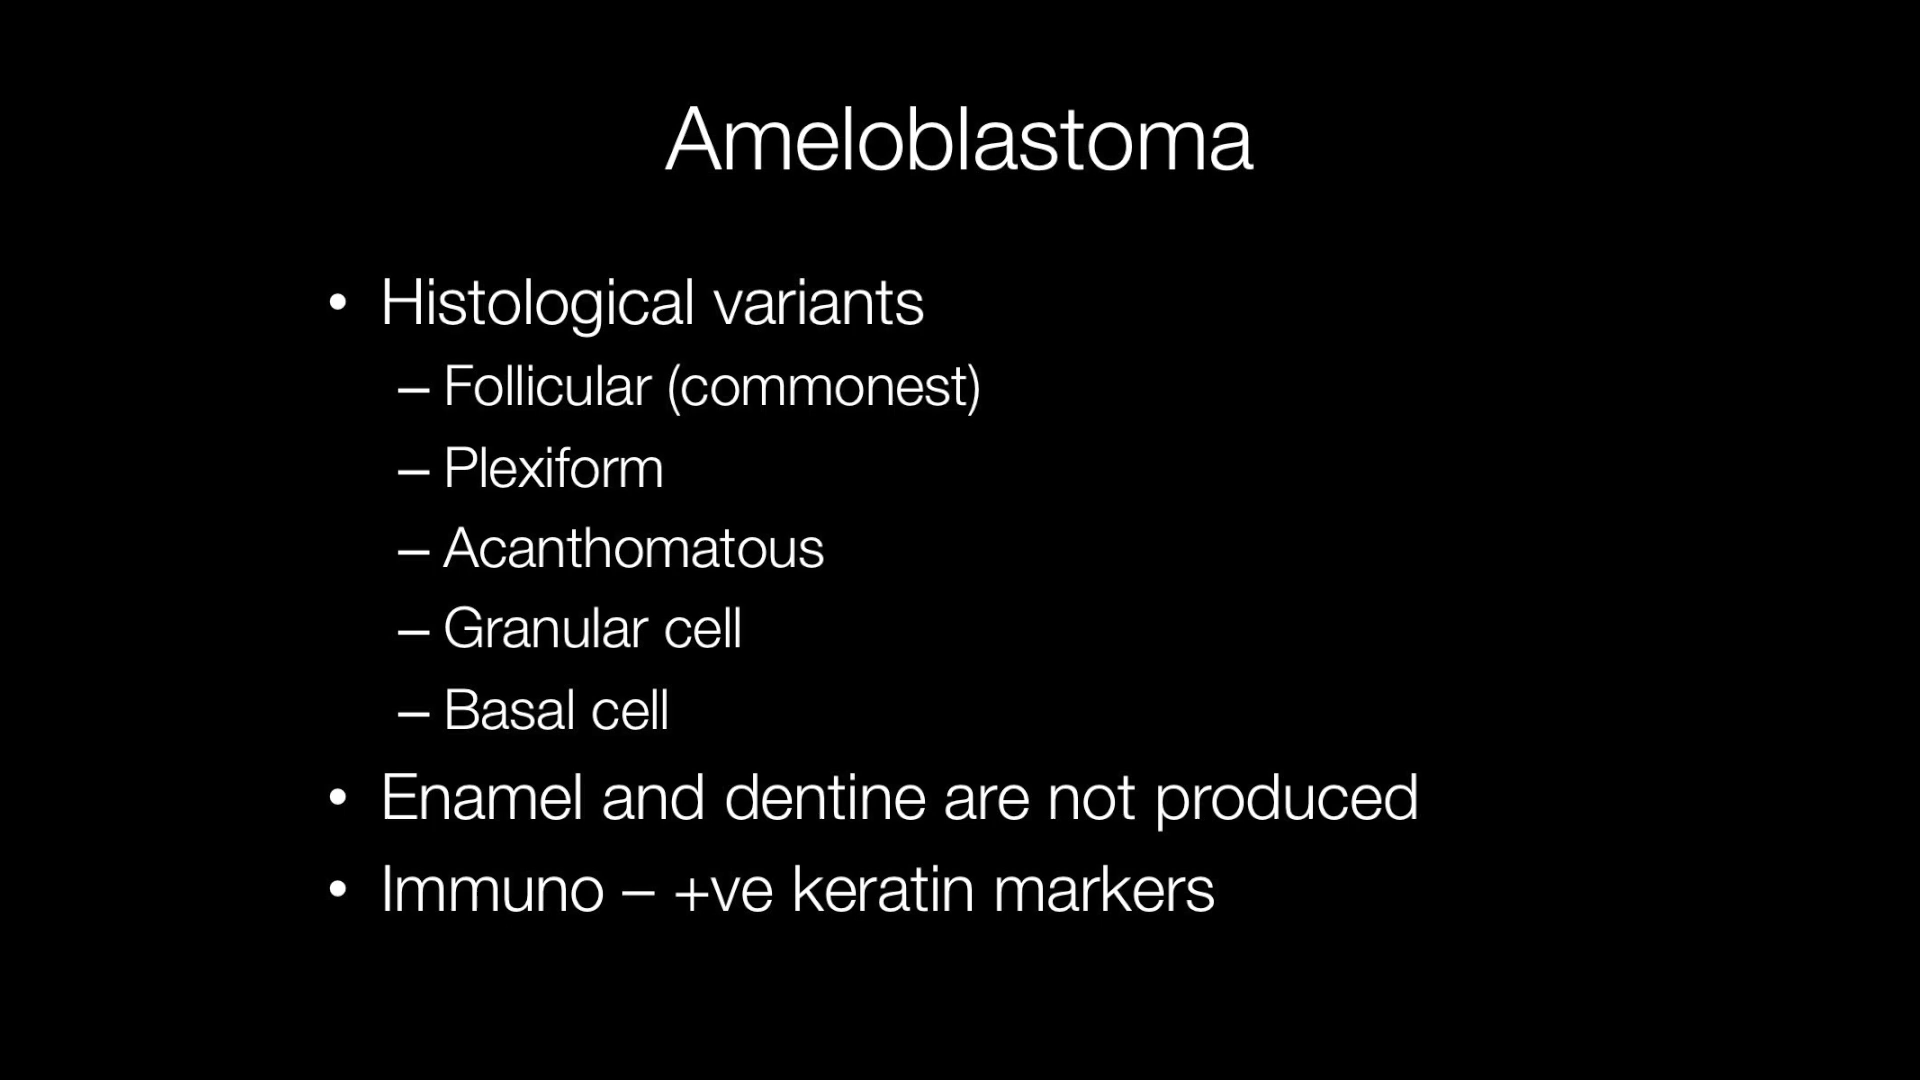 Ameloblastoma
• Histological variants
– Follicular (commonest)
– Plexiform
– Acanthomatous
– Granular cell
– Basal cell
• Enamel and dentine are not produced
• Immuno – +ve keratin markers